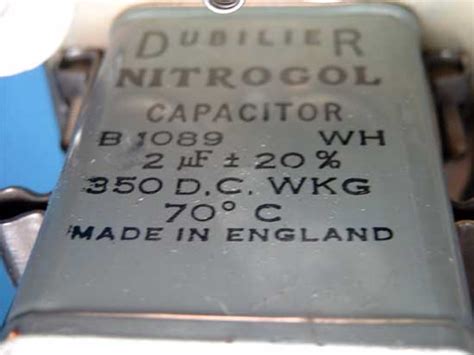 DUBILIER
NITROGOL
CAPACITOR
B 1089 WH
2 µF ± 20%
350 D.C. WKG
70° C
MADE IN ENGLAND